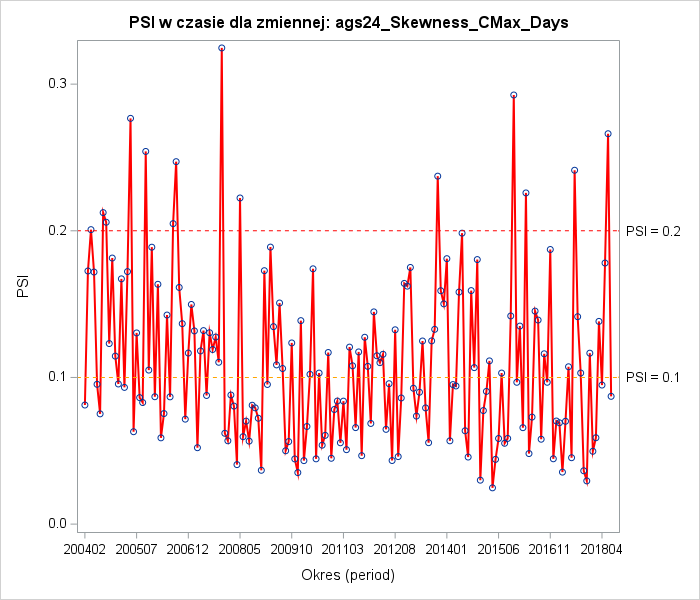 PSI w czasie dla zmiennej: ags24_Skewness_CMax_Days
0.3
0.2
0.1
0.0
PSI
PSI = 0.2
PSI = 0.1
200402 200507 200612 200805 200910 201103 201208 201401 201506 201611 201804
Okres (period)